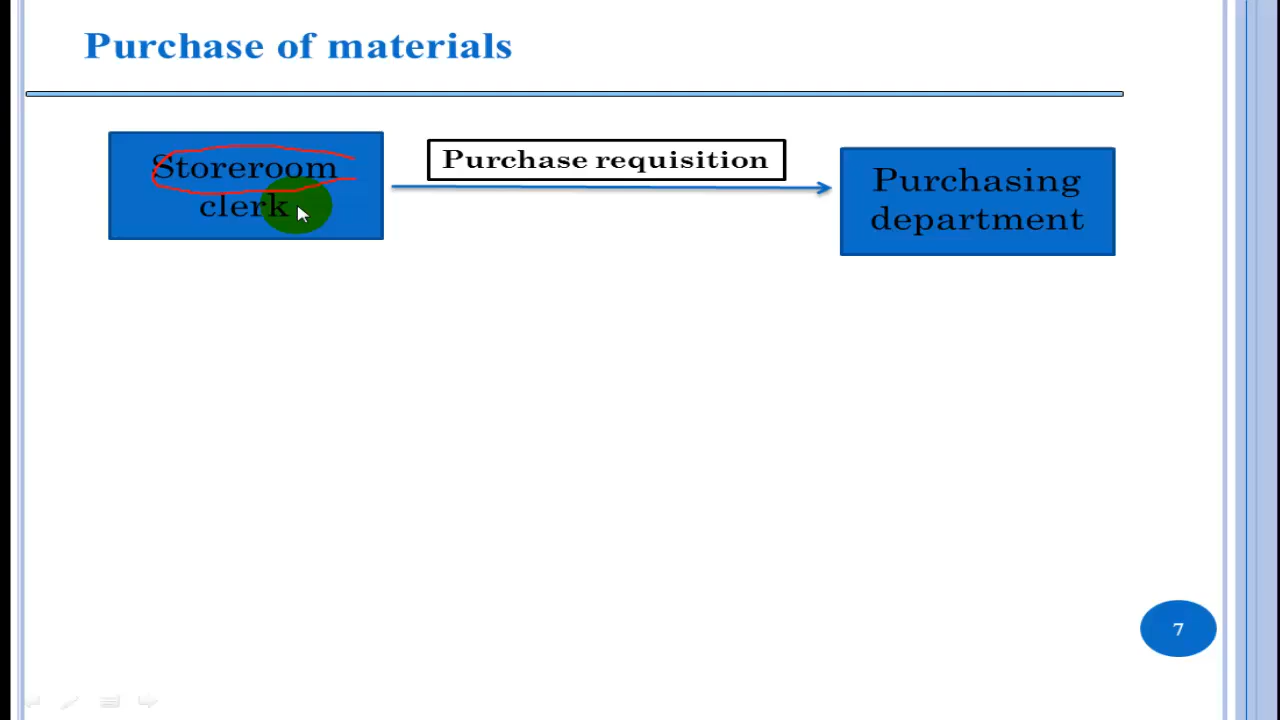 Purchase of materials
Storeroom
clerk
Purchase requisition
Purchasing
department
7